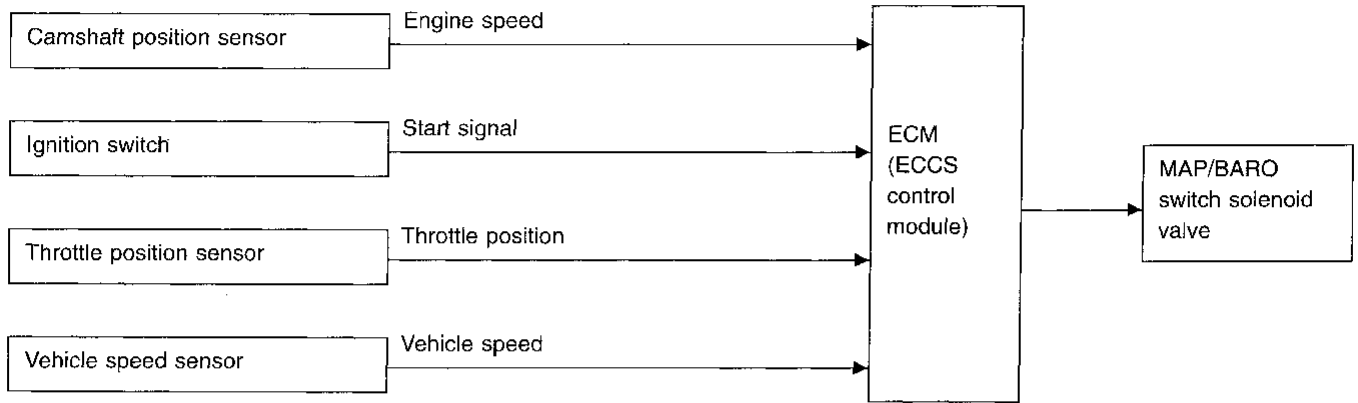 Camshaft position sensor
Engine speed
Ignition switch
Start signal
Throttle position sensor
Throttle position
Vehicle speed sensor
Vehicle speed
ECM
(ECCS
control
module)
MAP/BARO
switch solenoid
valve